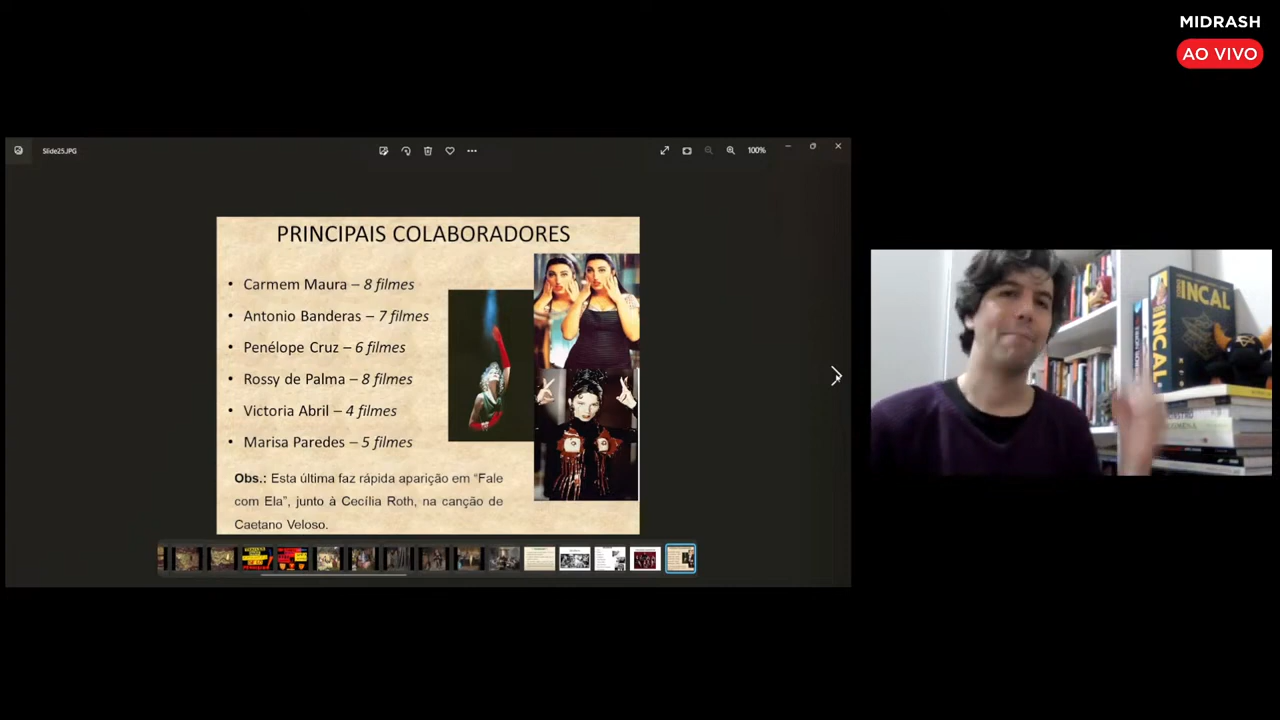 MIDRASH
AO VIVO
Slide25.JPG
100%
PRINCIPAIS COLABORADORES
• Carmem Maura – 8 filmes
• Antonio Banderas – 7 filmes
• Penélope Cruz – 6 filmes
• Rossy de Palma – 8 filmes
• Victoria Abril – 4 filmes
• Marisa Paredes – 5 filmes
Obs.: Esta última faz rápida aparição em “Fale
com Ela”, junto à Cecília Roth, na canção de
Caetano Veloso.
INCAL
INCAL